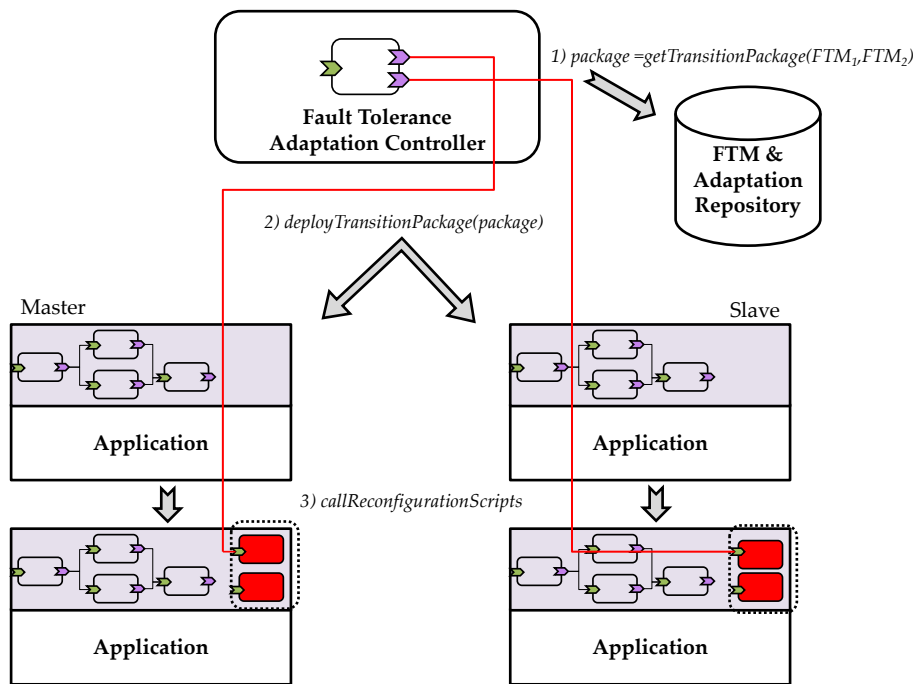 1) package =getTransitionPackage(FTM1,FTM2)
Fault Tolerance
Adaptation Controller
FTM &
Adaptation
Repository
2) deployTransitionPackage(package)
Master
Slave
Application
Application
3) callReconfigurationScripts
Application
Application